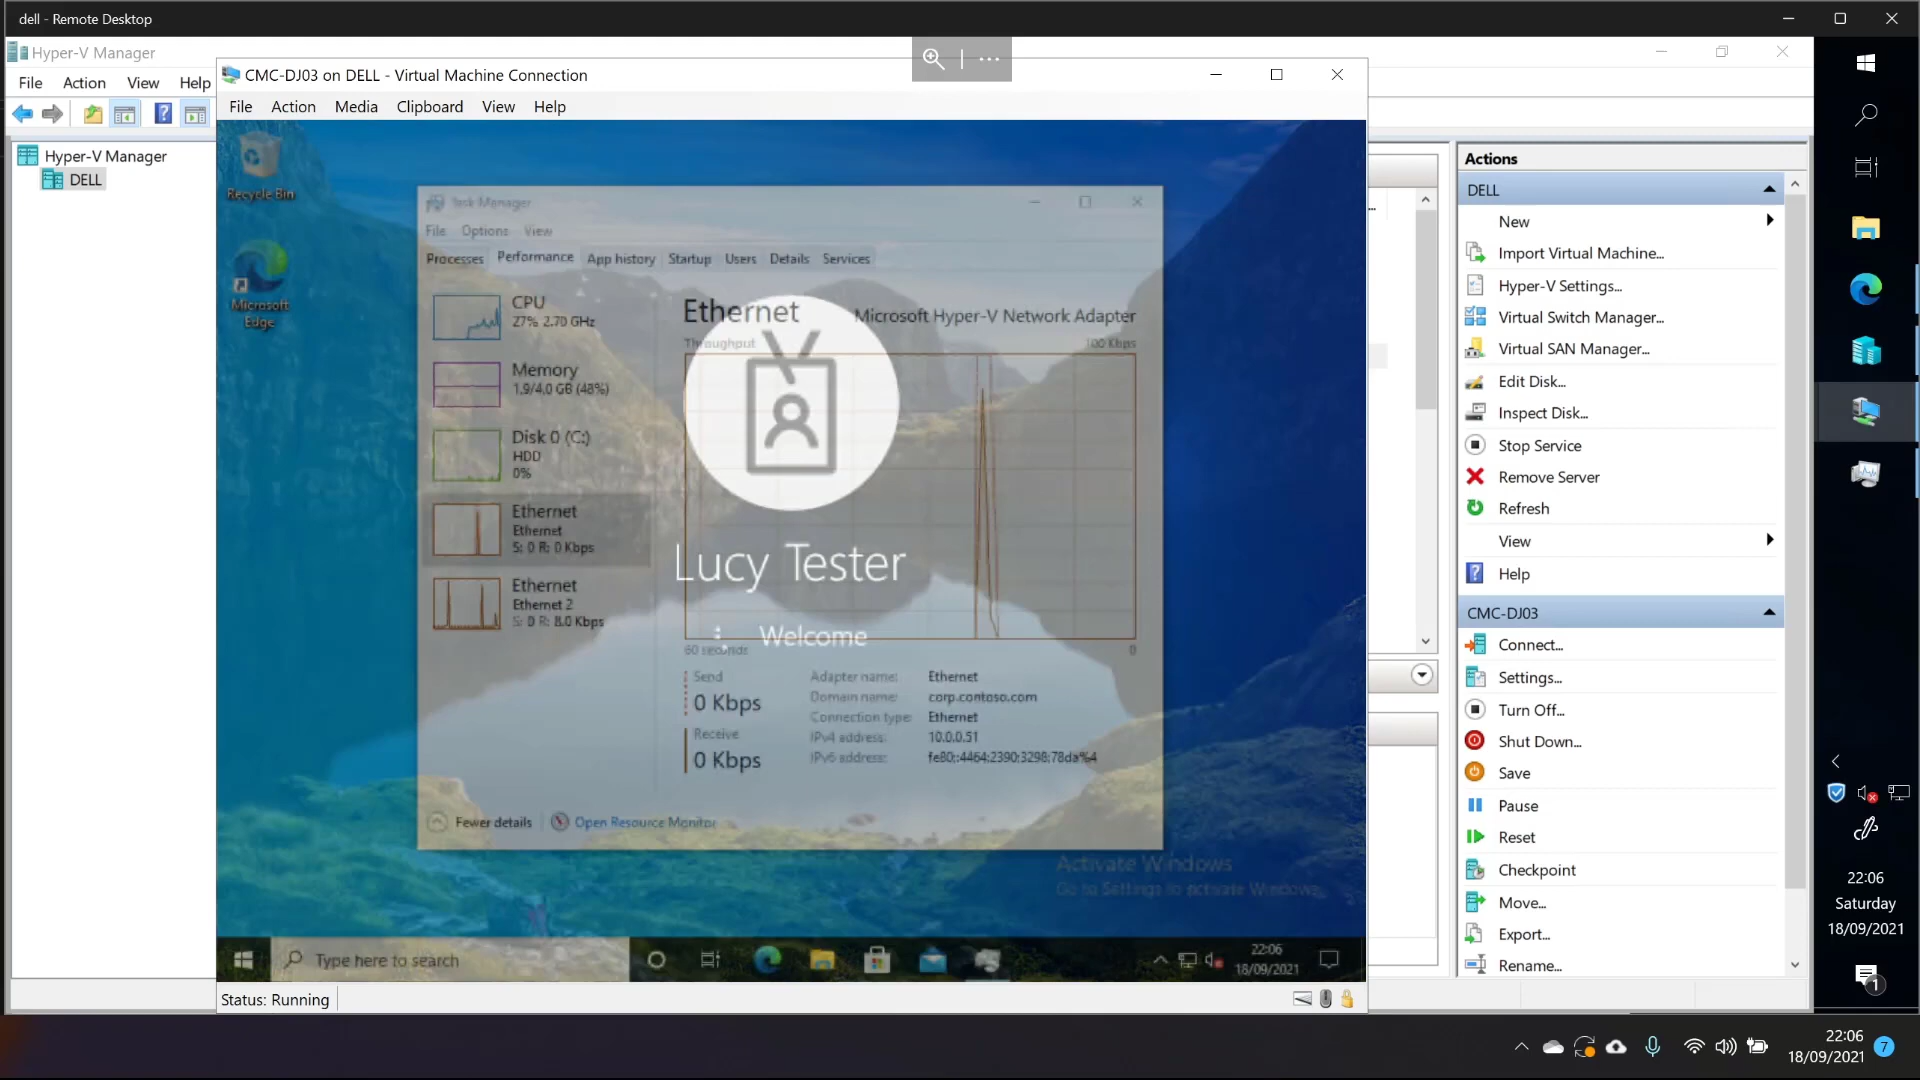 dell - Remote Desktop
Hyper-V Manager
File Action View Help
CMC-DJ03 on DELL - Virtual Machine Connection
File Action Media Clipboard View Help
Hyper-V Manager
DELL
Recycle Bin
Microsoft
Edge
Task Manager
File Options View
Processes Performance App history Startup Users Details Services
CPU
27% 2.70 GHz
Memory
1.9/4.0 GB (48%)
Disk 0 (C:)
HDD
0%
Ethernet
Ethernet
S: 0 R: 0 Kbps
Ethernet
Ethernet 2
S: 0 R: 8.0 Kbps
Ethernet Microsoft Hyper-V Network Adapter
Throughput 100 Kbps
Lucy Tester
Welcome
60 seconds 0
Send
0 Kbps
Receive
0 Kbps
Adapter name: Ethernet
Domain name: corp.contoso.com
Connection type: Ethernet
IPv4 address: 10.0.0.51
IPv6 address: fe80::4464:2390:3298:78da%4
Fewer details Open Resource Monitor
Activate Windows
Go to Settings to activate Windows.
Type here to search
22:06
18/09/2021
Status: Running
Actions
DELL
New
Import Virtual Machine...
Hyper-V Settings...
Virtual Switch Manager...
Virtual SAN Manager...
Edit Disk...
Inspect Disk...
Stop Service
Remove Server
Refresh
View
Help
CMC-DJ03
Connect...
Settings...
Turn Off...
Shut Down...
Save
Pause
Reset
Checkpoint
Move...
Export...
Rename...
22:06
Saturday
18/09/2021
1
22:06
18/09/2021
7